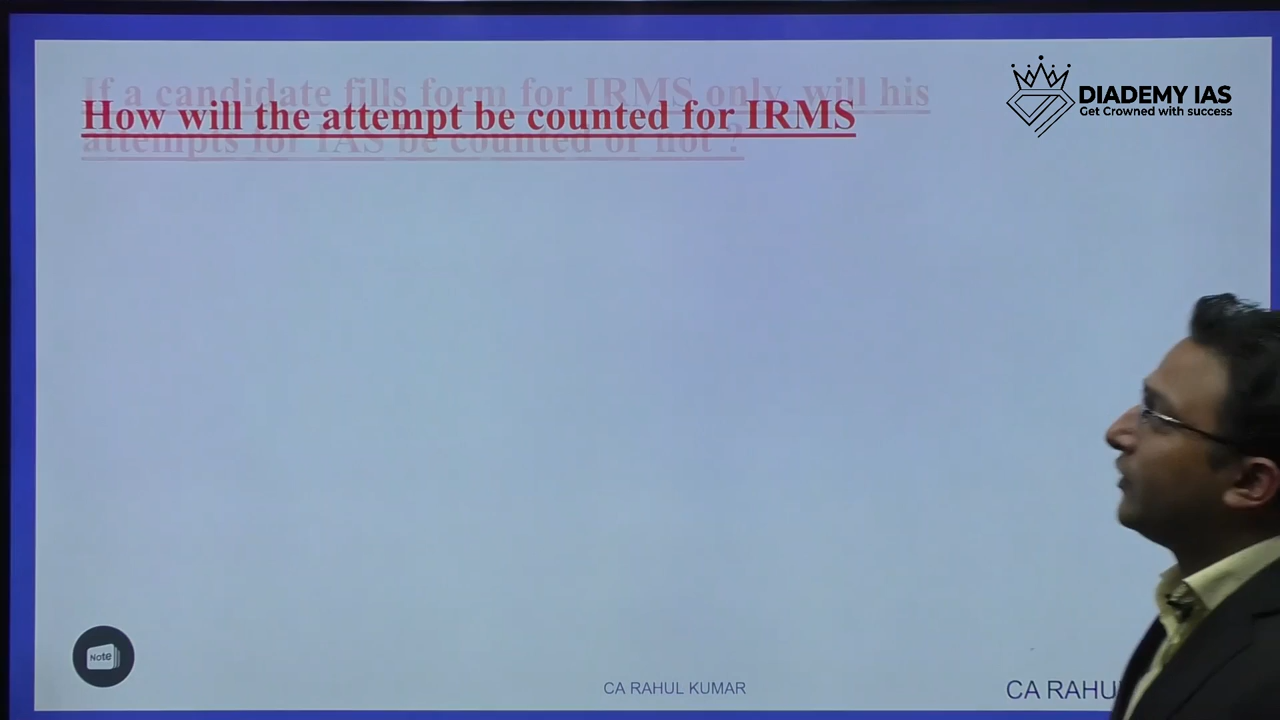 If a candidate fills form for IRMS only, will his
How will the attempt be counted for IRMS
attempts for IAS be counted or not ?
DIADEMY IAS
Get Crowned with success
Note
CA RAHUL KUMAR
CA RAHU